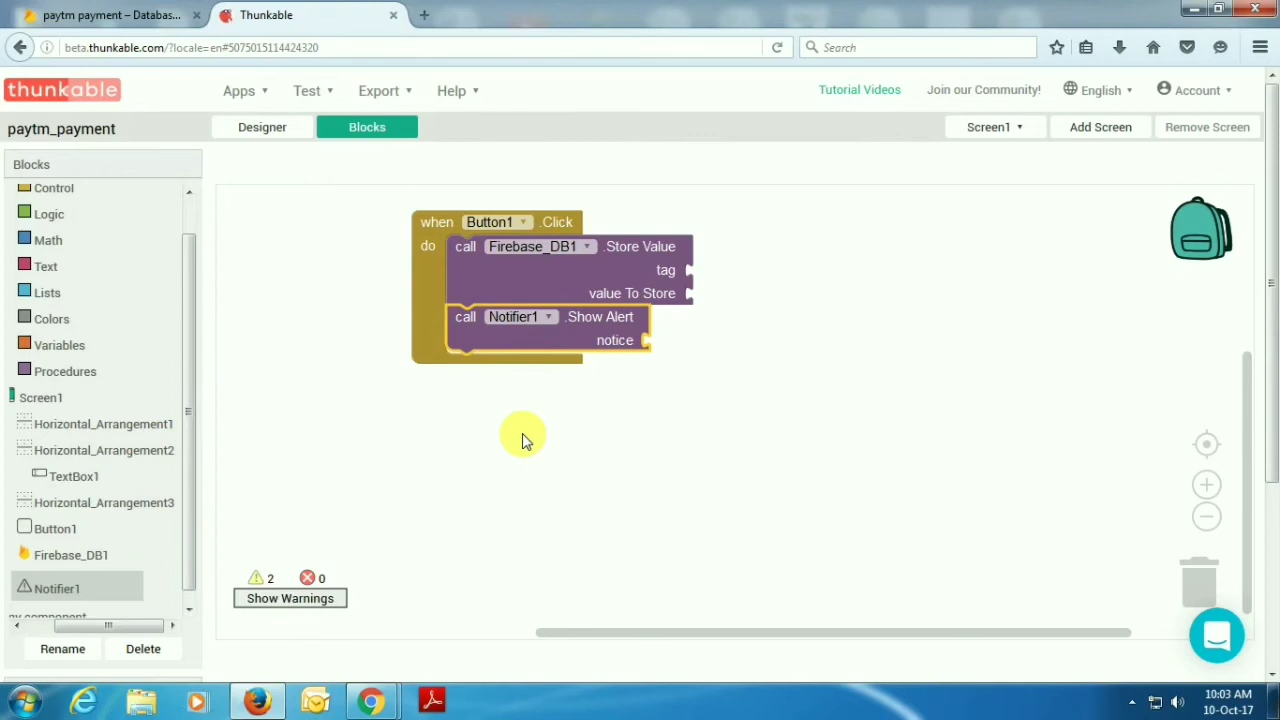 paytm payment – Databas...
Thunkable
beta.thunkable.com/?locale=en#5075015114424320
Search
thunkable
Apps
Test
Export
Help
Tutorial Videos
Join our Community!
English
Account
paytm_payment
Designer
Blocks
Screen1
Add Screen
Remove Screen
Blocks
Control
Logic
Math
Text
Lists
Colors
Variables
Procedures
Screen1
Horizontal_Arrangement1
Horizontal_Arrangement2
TextBox1
Horizontal_Arrangement3
Button1
Firebase_DB1
Notifier1
Rename
Delete
when Button1 .Click
do call Firebase_DB1 .Store Value
tag
value To Store
call Notifier1 .Show Alert
notice
2 0
Show Warnings
10:03 AM
10-Oct-17